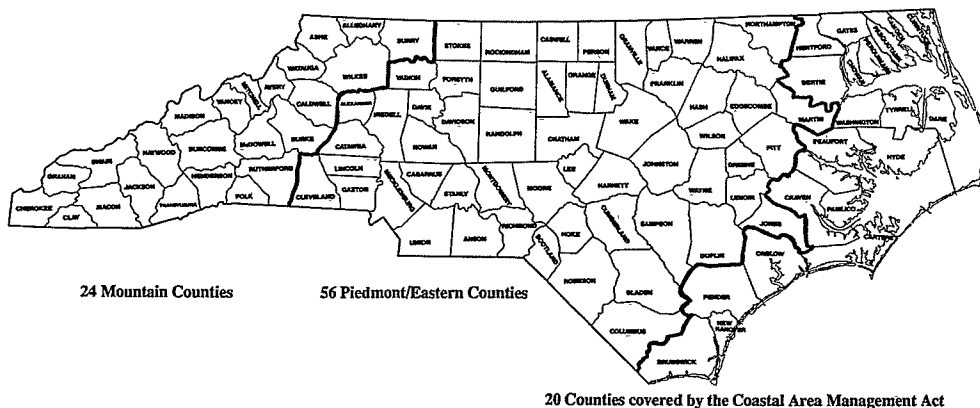 ALLEGHANY
NORTHAMPTON
ASHE
SURRY
STOKES
ROCKINGHAM
CASWELL
PERSON
GRANVILLE
VANCE
WARREN
GATES
HERTFORD
HALIFAX
WATAUGA
WILKES
YADKIN
FORSYTH
GUILFORD
ALAMANCE
ORANGE
DURHAM
FRANKLIN
BERTIE
AVERY
CALDWELL
ALEXANDER
IREDELL
DAVIE
DAVIDSON
RANDOLPH
CHATHAM
WAKE
NASH
EDGECOMBE
MARTIN
WASHINGTON
TYRRELL
DARE
YANCEY
MADISON
BURKE
McDOWELL
BUNCOMBE
HAYWOOD
CATAWBA
ROWAN
WILSON
PITT
BEAUFORT
HYDE
SWAIN
GRAHAM
JACKSON
HENDERSON
RUTHERFORD
LINCOLN
CABARRUS
STANLY
MONTGOMERY
MOORE
LEE
HARNETT
JOHNSTON
GREENE
WAYNE
LENOIR
CRAVEN
PAMLICO
CHEROKEE
CLAY
MACON
TRANSYLVANIA
POLK
CLEVELAND
GASTON
MECKLENBURG
UNION
ANSON
RICHMOND
SCOTLAND
HOKE
CUMBERLAND
SAMPSON
DUPLIN
JONES
ONSLOW
ROBESON
BLADEN
PENDER
COLUMBUS
NEW
HANOVER
BRUNSWICK
24 Mountain Counties
56 Piedmont/Eastern Counties
20 Counties covered by the Coastal Area Management Act